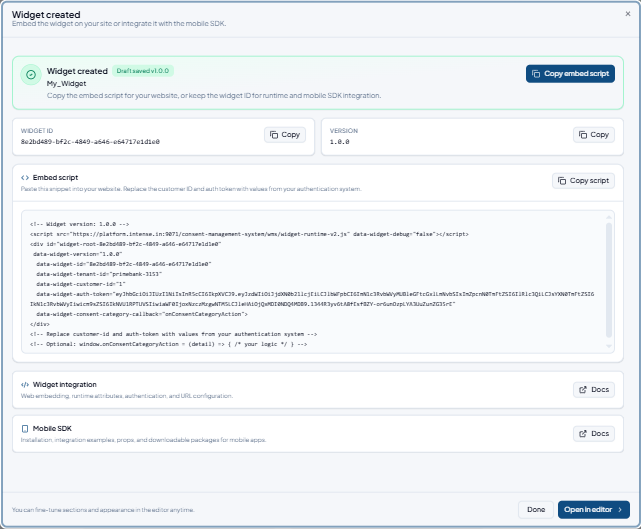 Widget created
Embed the widget on your site or integrate it with the mobile SDK.
Widget created Draft saved v1.0.0
My_Widget
Copy the embed script for your website, or keep the widget ID for runtime and mobile SDK integration.
Copy embed script
WIDGET ID
8e2bd489-bf2c-4849-a646-e64717e1d1e0
Copy
VERSION
1.0.0
Copy
Embed script
Paste this snippet into your website. Replace the customer ID and auth token with values from your authentication system.
Copy script
<!-- Widget version: 1.0.0 -->
<script src="https://platform.intense.in:9071/consent-management-system/wms/widget-runtime-v2.js" data-widget-debug="false"></script>
<div id="widget-root-8e2bd489-bf2c-4849-a646-e64717e1d1e0"
data-widget-version="1.0.0"
data-widget-id="8e2bd489-bf2c-4849-a646-e64717e1d1e0"
data-widget-tenant-id="primebank-3153"
data-widget-customer-id="1"
data-widget-auth-token=
data-widget-consent-category-callback="onConsentCategoryAction">
</div>
<!-- Replace customer-id and auth-token with values from your authentication system -->
<!-- Optional: window.onConsentCategoryAction = (detail) => { /* your logic */ } -->
Widget integration
Web embedding, runtime attributes, authentication, and URL configuration.
Docs
Mobile SDK
Installation, integration examples, props, and downloadable packages for mobile apps.
Docs
You can fine-tune sections and appearance in the editor anytime.
Done
Open in editor